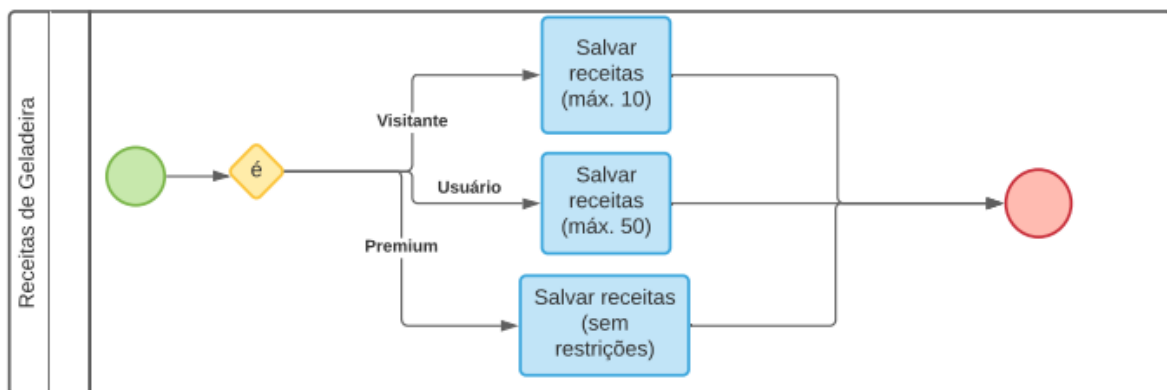 Receitas de Geladeira
é
Visitante
Usuário
Premium
Salvar
receitas
(máx. 10)
Salvar
receitas
(máx. 50)
Salvar receitas
(sem
restrições)